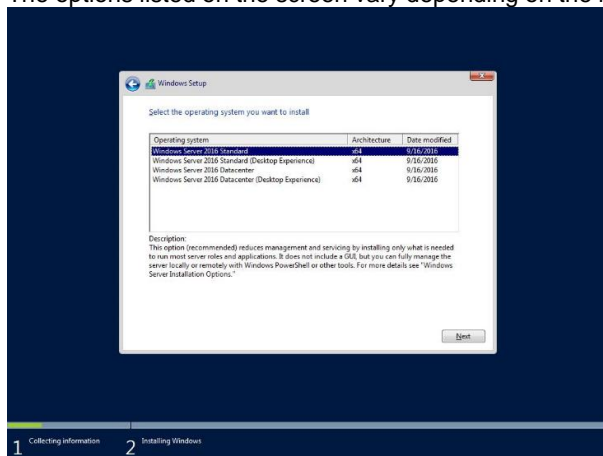 The options listed on the screen vary depending on the
Windows Setup
Select the operating system you want to install
Operating system Architecture Date modified
Windows Server 2016 Standard x64 9/16/2016
Windows Server 2016 Standard (Desktop Experience) x64 9/16/2016
Windows Server 2016 Datacenter x64 9/16/2016
Windows Server 2016 Datacenter (Desktop Experience) x64 9/16/2016
Description:
This option (recommended) reduces management and servicing by installing only what is needed
to run most server roles and applications. It does not include a GUI, but you can fully manage the
server locally or remotely with Windows PowerShell or other tools. For more details see "Windows
Server Installation Options."
Next
1 Collecting information 2 Installing Windows